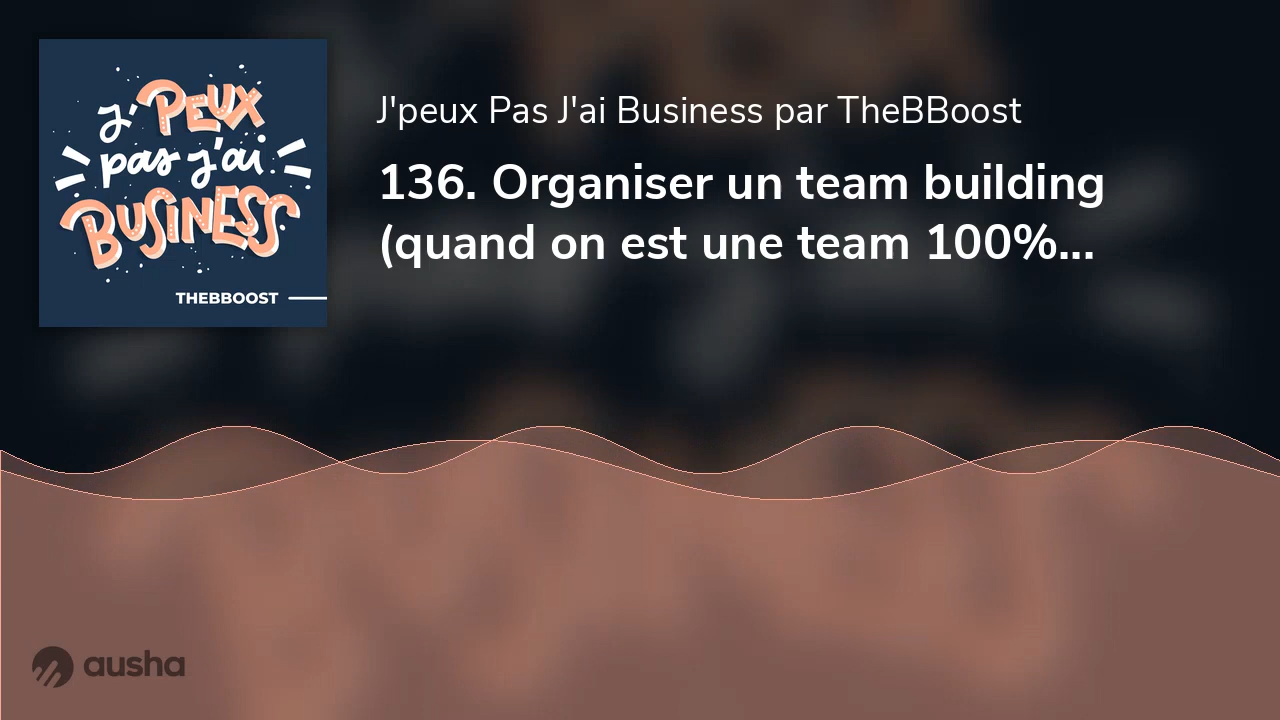 J'PEUX
pas j'ai
BUSINESS
THEBBOOST
J'peux Pas J'ai Business par TheBBoost
136. Organiser un team building
(quand on est une team 100%...
ausha